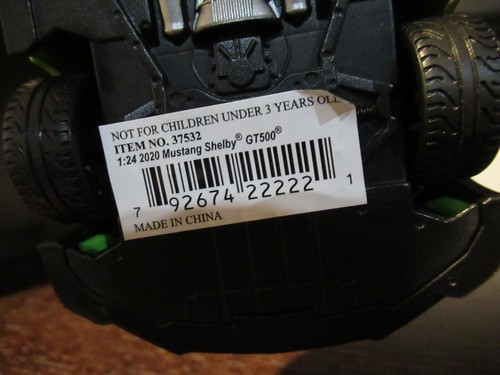 NOT FOR CHILDREN UNDER 3 YEARS
ITEM NO. 37532
1:24 2020 Mustang Shelby® GT500®
7 92674 22222 1
MADE IN CHINA